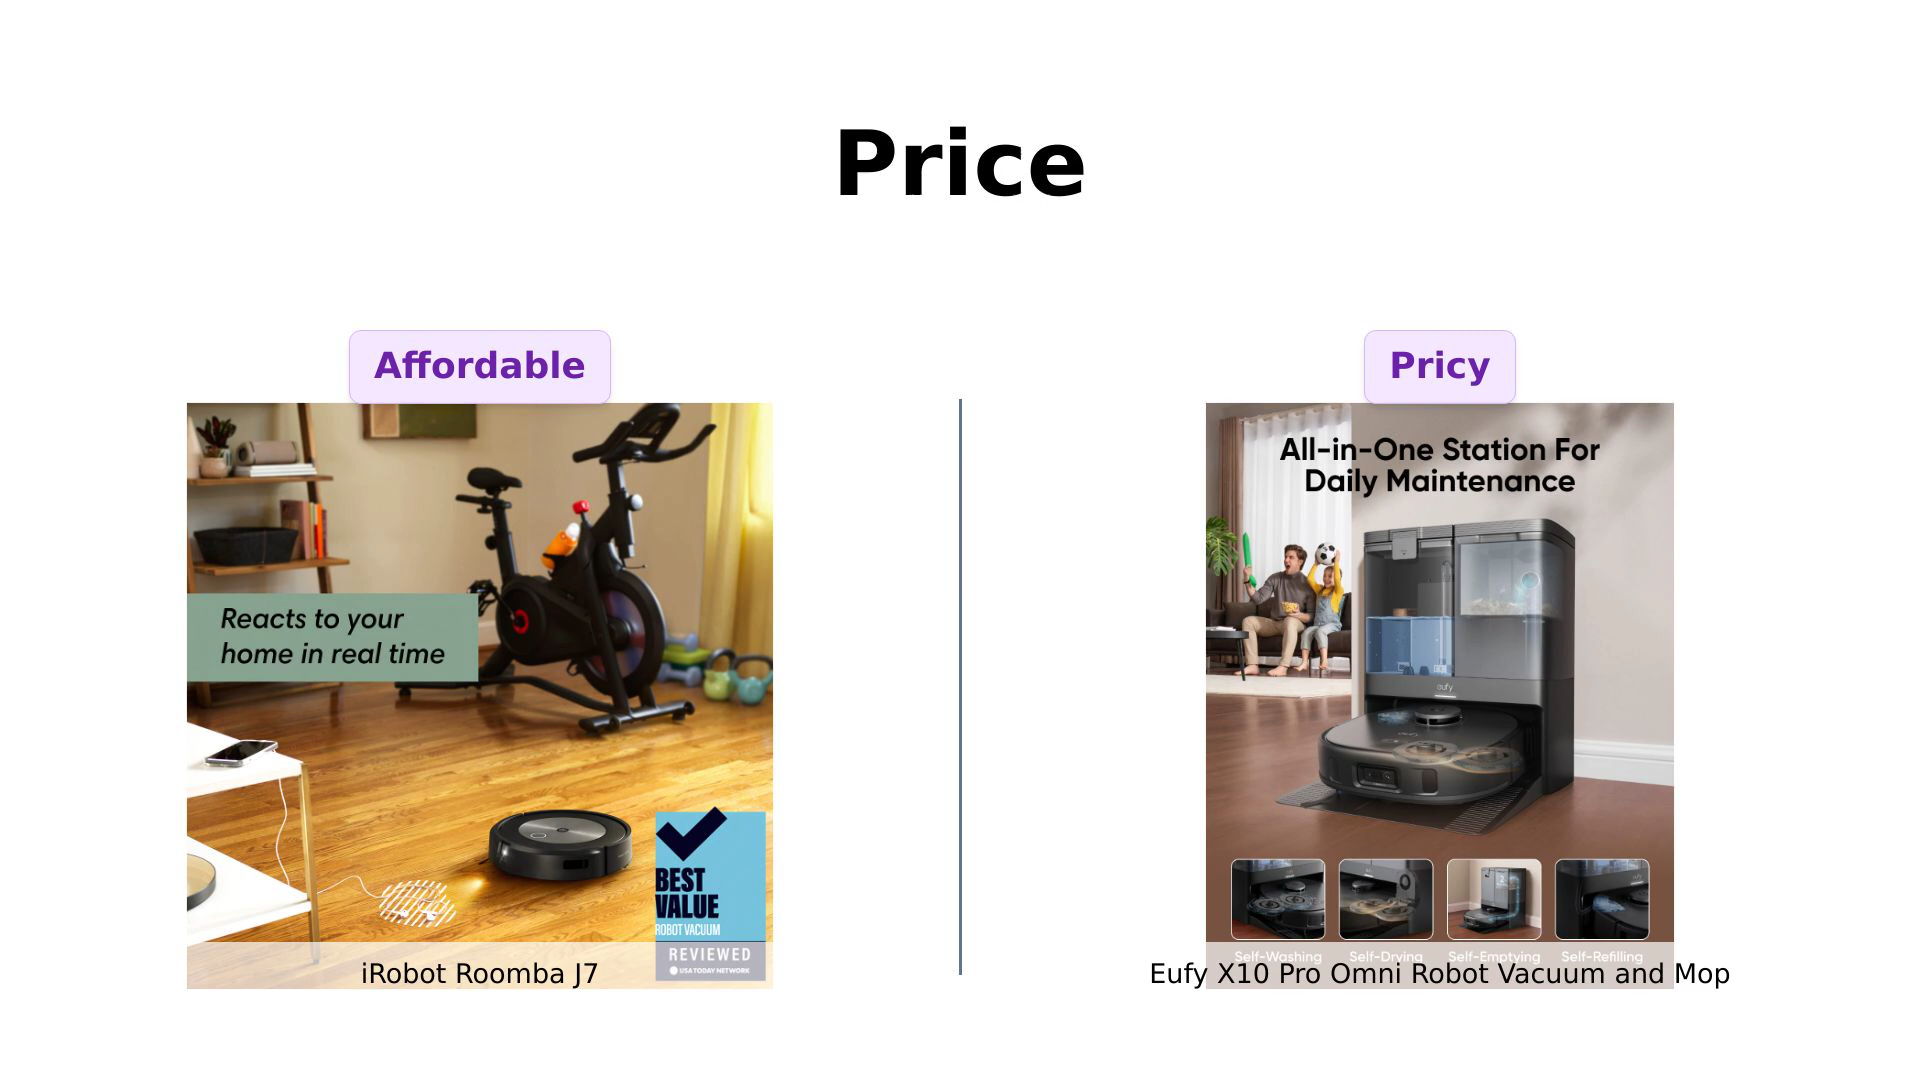 Price
Affordable
Reacts to your
home in real time
BEST
VALUE
ROBOT VACUUM
REVIEWED
USA TODAY NETWORK
iRobot Roomba J7
Pricy
All-in-One Station For
Daily Maintenance
eufy
eufy
Self-Washing
Self-Drying
Self-Emptying
Self-Refilling
Eufy X10 Pro Omni Robot Vacuum and Mop